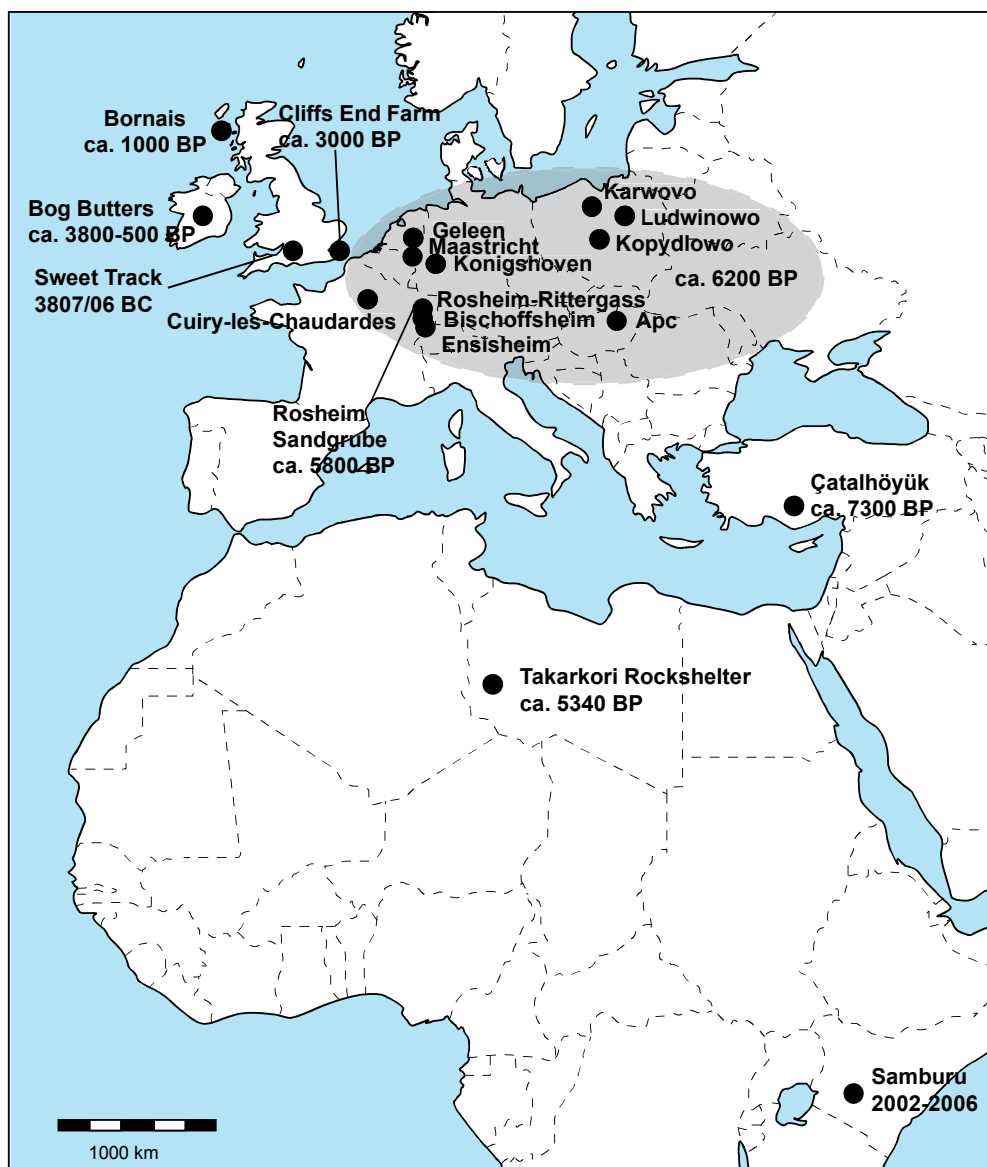 Bornais
ca. 1000 BP
Cliffs End Farm
ca. 3000 BP
Bog Butters
ca. 3800-500 BP
Sweet Track
3807/06 BC
Karwovo
Ludwinowo
Kopydlowo
Geleen
Maastricht
Konigshoven
ca. 6200 BP
Cuiry-les-Chaudardes
Rosheim-Rittergass
Bischoffsheim
Ensisheim
Apc
Rosheim
Sandgrube
ca. 5800 BP
Çatalhöyük
ca. 7300 BP
Takarkori Rockshelter
ca. 5340 BP
Samburu
2002-2006
1000 km